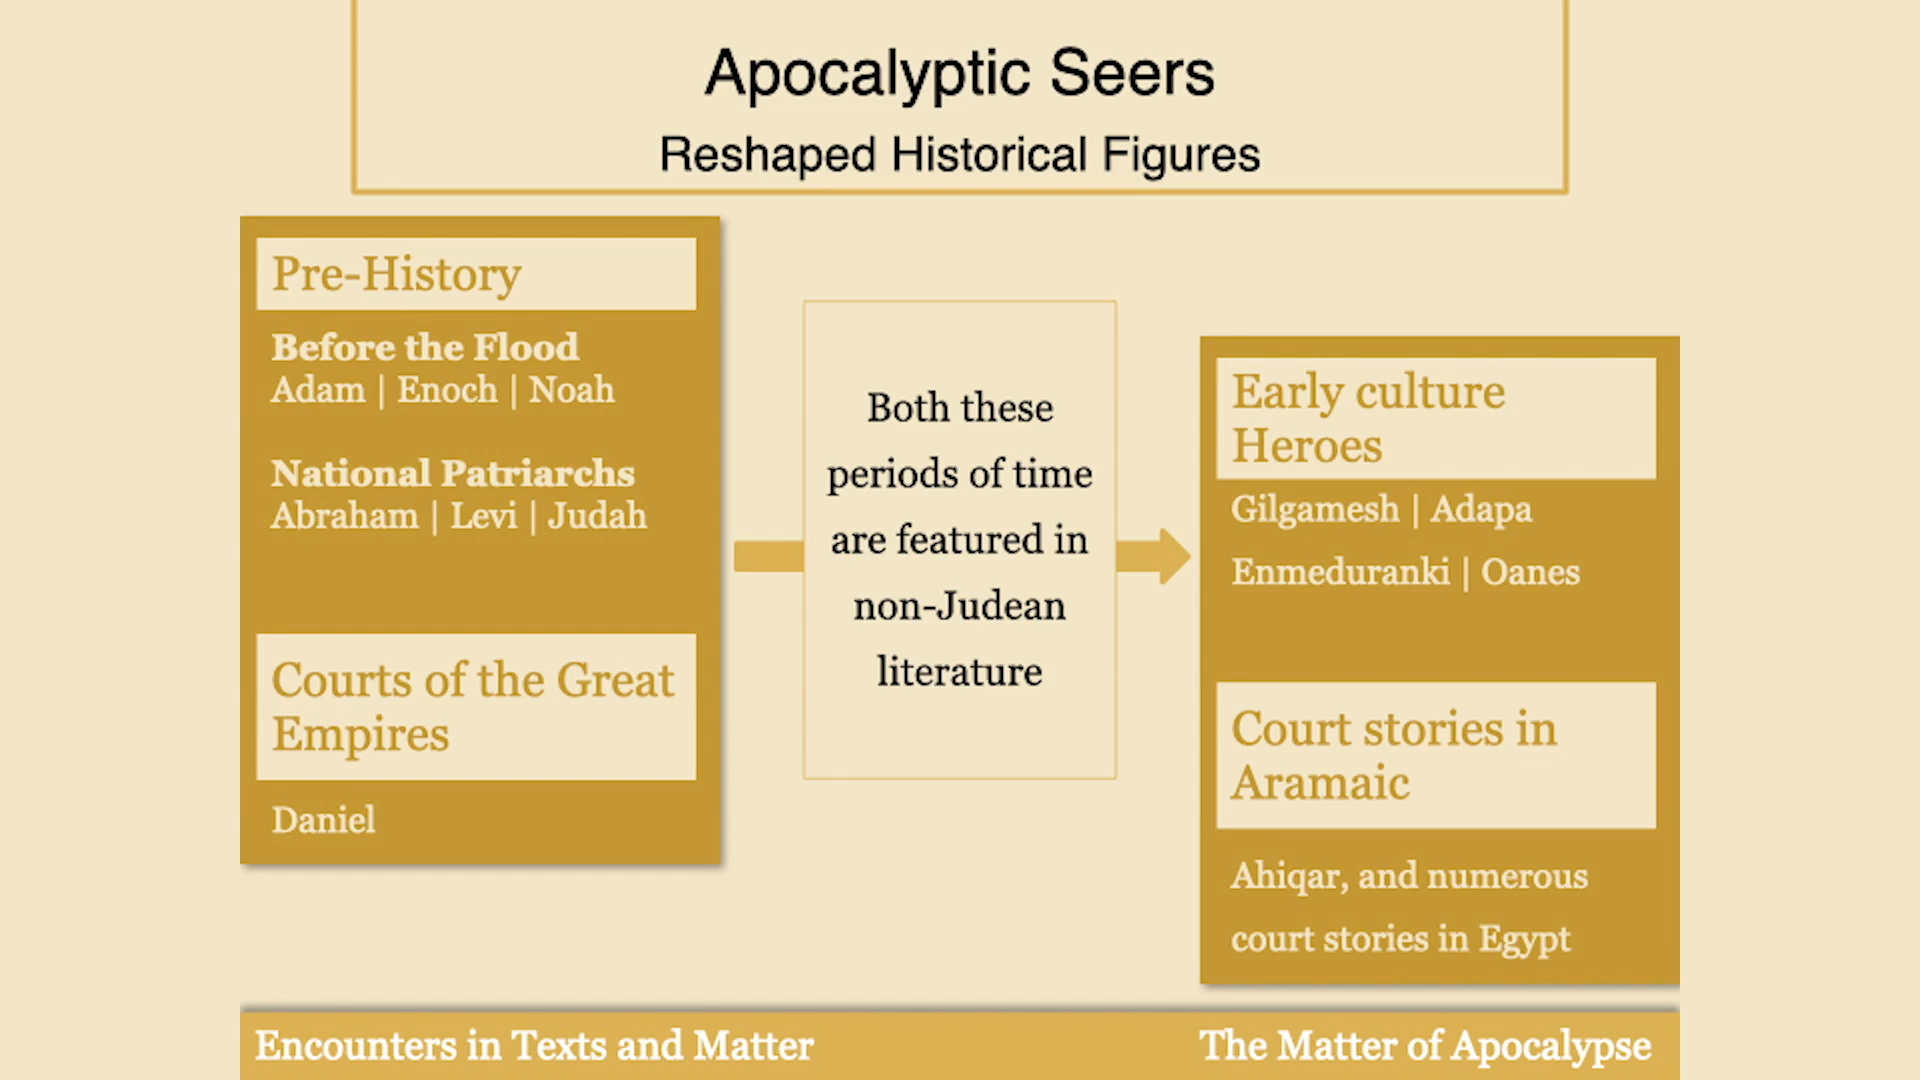 Apocalyptic Seers
Reshaped Historical Figures
Pre-History
Before the Flood
Adam | Enoch | Noah
National Patriarchs
Abraham | Levi | Judah
Courts of the Great
Empires
Daniel
Both these
periods of time
are featured in
non-Judean
literature
Early culture
Heroes
Gilgamesh | Adapa
Enmeduranki | Oanes
Court stories in
Aramaic
Ahiqar, and numerous
court stories in Egypt
Encounters in Texts and Matter
The Matter of Apocalypse